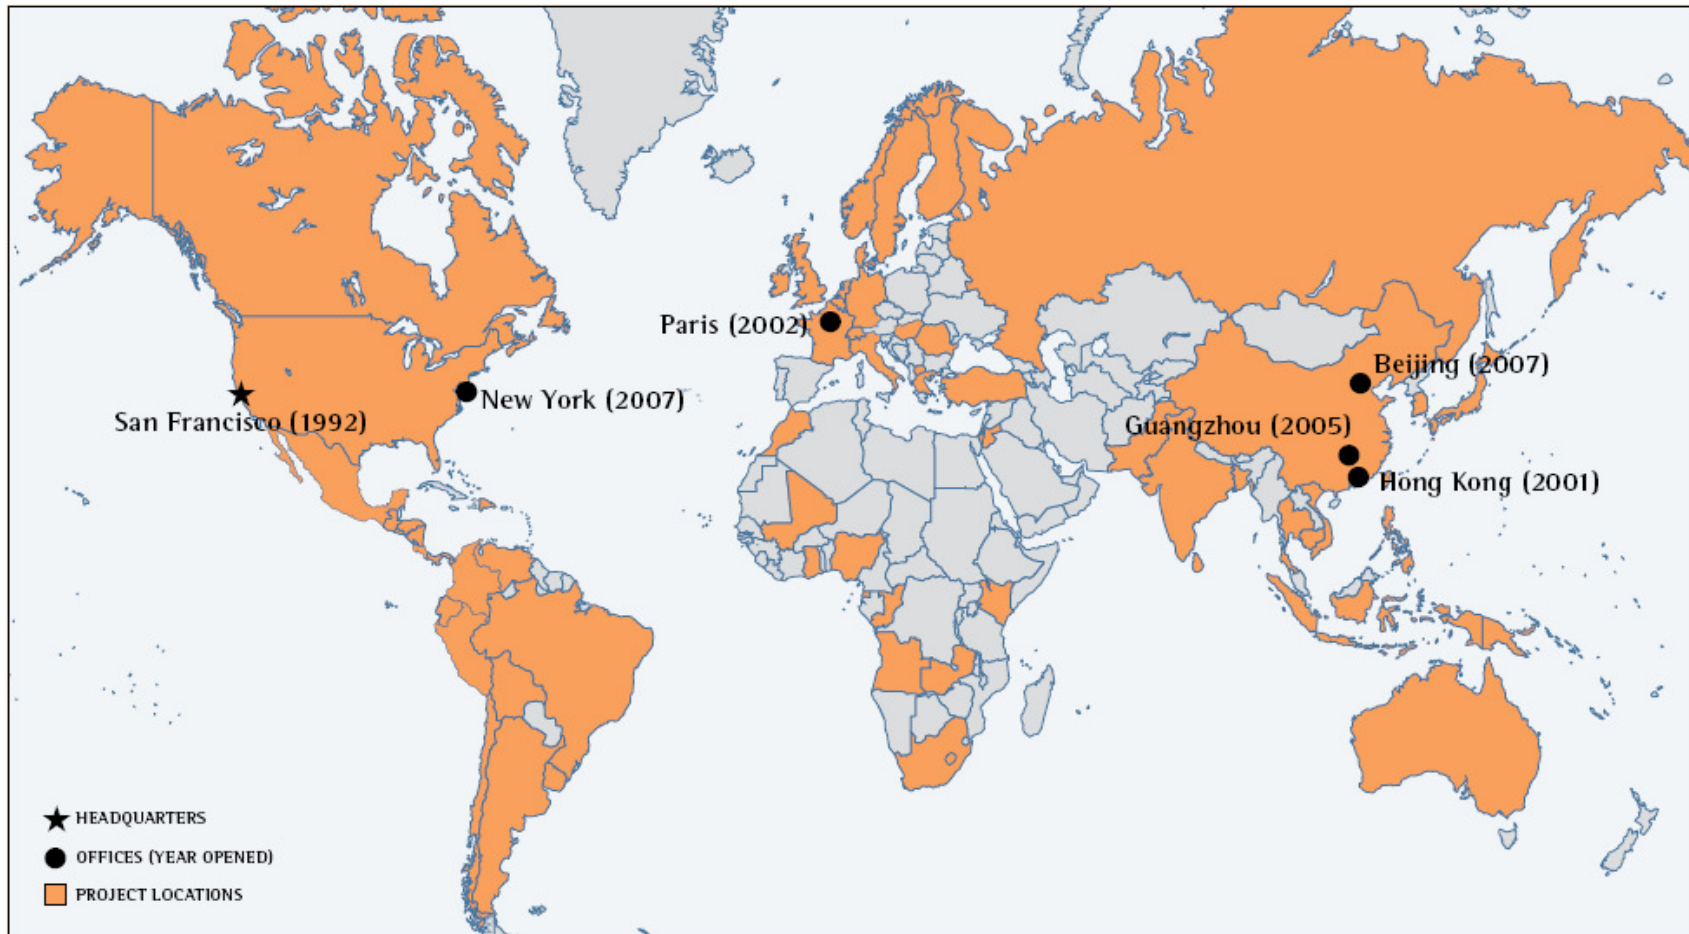 Paris (2002)
Beijing (2007)
New York (2007)
San Francisco (1992)
Guangzhou (2005)
Hong Kong (2001)
HEADQUARTERS
OFFICES (YEAR OPENED)
PROJECT LOCATIONS